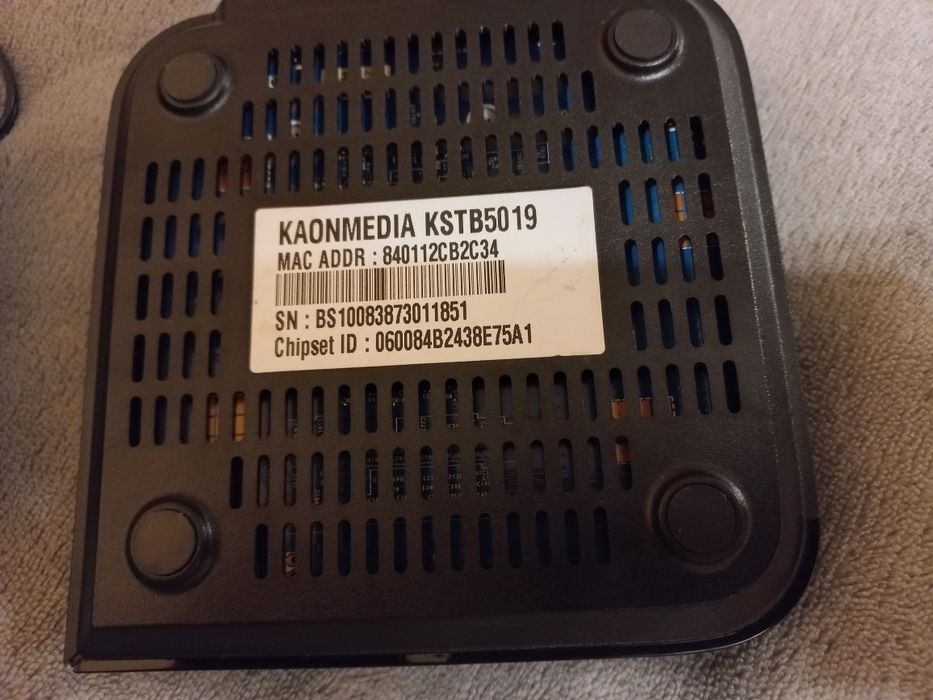 KAONMEDIA KSTB5019
MAC ADDR : 840112CB2C34
SN : BS10083873011851
Chipset ID : 060084B2438E75A1